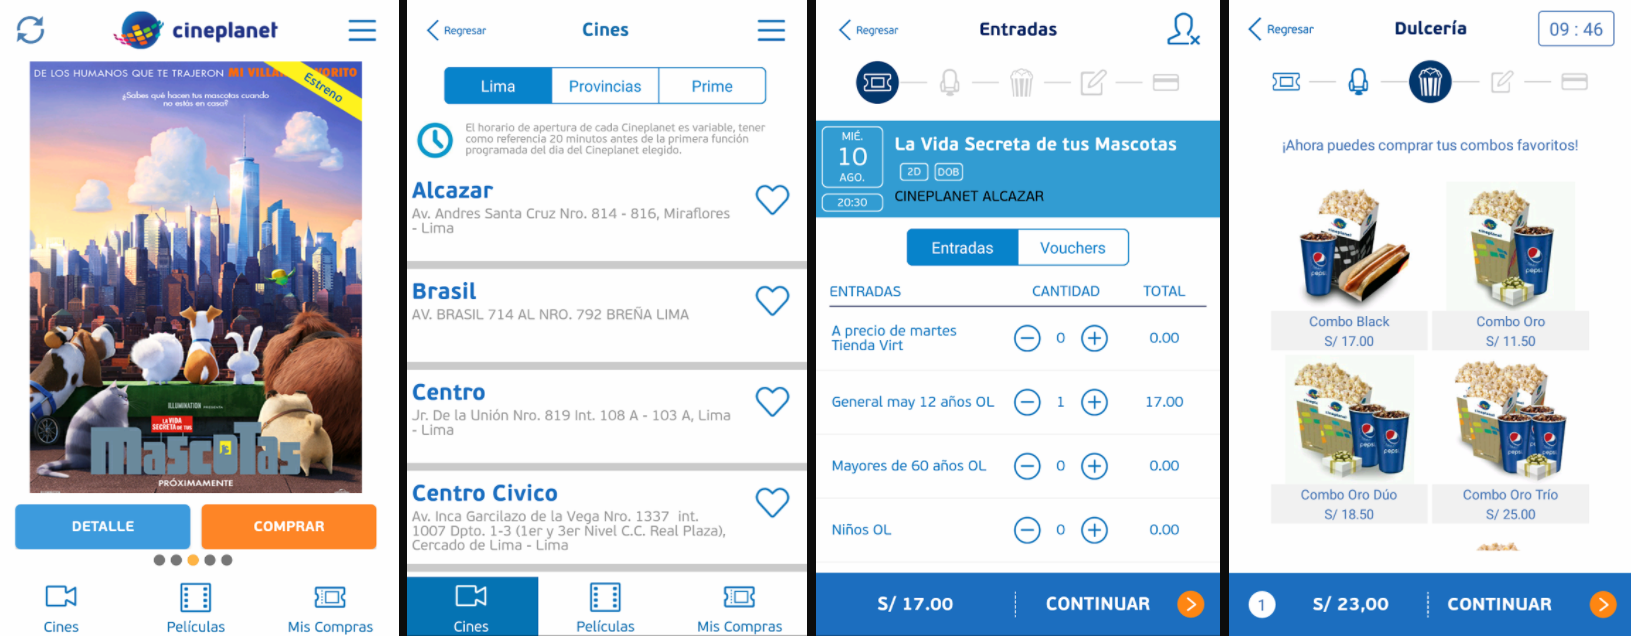 cineplanet
DE LOS HUMANOS QUE TE TRAJERON MI VILLANO FAVORITO
Estreno
¿Sabes qué hacen tus mascotas cuando
no estás en casa?
ILLUMINATION PRESENTA
LA VIDA
SECRETA DE TUS
mascotas
PRÓXIMAMENTE
DETALLE
COMPRAR
Cines
Películas
Mis Compras
Regresar
Cines
Lima
Provincias
Prime
El horario de apertura de cada Cineplanet es variable, tener
como referencia 20 minutos antes de la primera función
programada del día del Cineplanet elegido.
Alcazar
Av. Andres Santa Cruz Nro. 814 - 816, Miraflores
- Lima
Brasil
AV. BRASIL 714 AL NRO. 792 BREÑA LIMA
Centro
Jr. De la Unión Nro. 819 Int. 108 A - 103 A, Lima
- Lima
Centro Civico
Av. Inca Garcilazo de la Vega Nro. 1337 int.
1007 Dpto. 1-3 (1er y 3er Nivel C.C. Real Plaza),
Cercado de Lima - Lima
Cines
Películas
Mis Compras
Regresar
Entradas
MIÉ.
10
AGO.
20:30
La Vida Secreta de tus Mascotas
2D DOB
CINEPLANET ALCAZAR
Entradas
Vouchers
ENTRADAS CANTIDAD TOTAL
A precio de martes
Tienda Virt
0 0.00
General may 12 años OL 1 17.00
Mayores de 60 años OL 0 0.00
Niños OL 0 0.00
S/ 17.00
CONTINUAR
Regresar
Dulcería
09 : 46
¡Ahora puedes comprar tus combos favoritos!
cineplanet
pepsi
Combo Black
S/ 17.00
cineplanet
pepsi
Combo Oro
S/ 11.50
pepsi
pepsi
Combo Oro Dúo
S/ 18.50
pepsi
pepsi
Combo Oro Trío
S/ 25.00
1
S/ 23,00
CONTINUAR